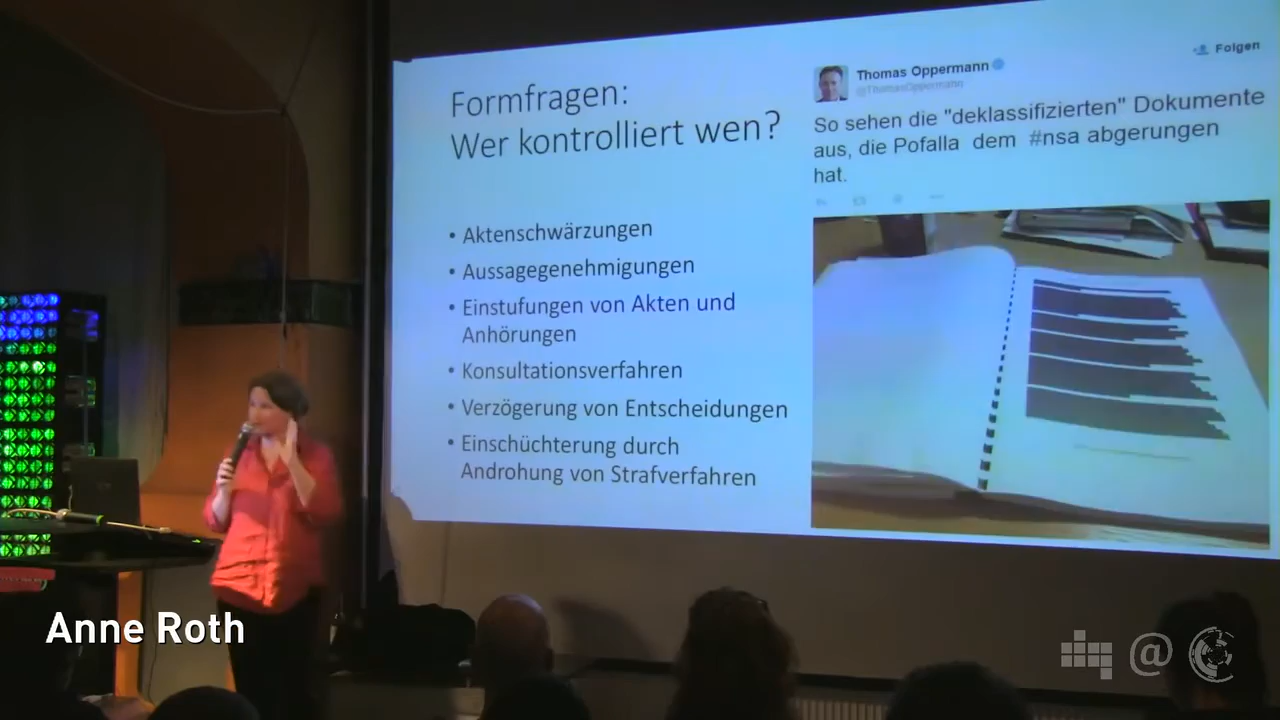 Formfragen:
Wer kontrolliert wen?
• Aktenschwärzungen
• Aussagegenehmigungen
• Einstufungen von Akten und
Anhörungen
• Konsultationsverfahren
• Verzögerung von Entscheidungen
• Einschüchterung durch
Androhung von Strafverfahren
Folgen
Thomas Oppermann
@ThomasOppermann
So sehen die "deklassifizierten" Dokumente
aus, die Pofalla dem #nsa abgerungen
hat.
Anne Roth
@